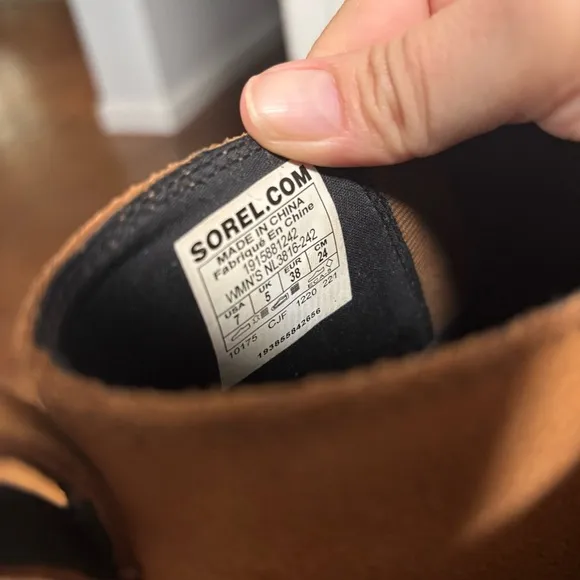 SOREL.COM
MADE IN CHINA
Fabriqué En Chine
1915881242
WMN'S NL3816-242
USA UK EUR CM
7 5 38 24
10175 CJF 1220 221
193855842656